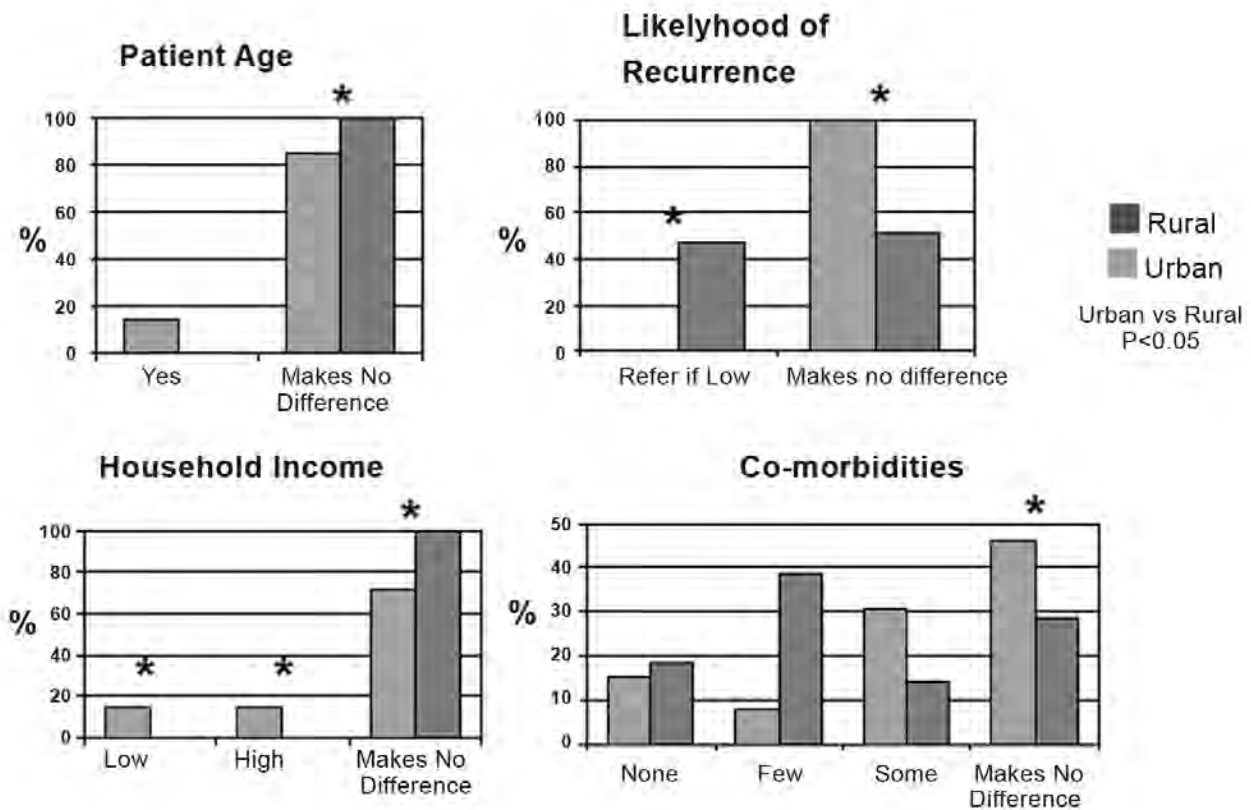 Patient Age
*
100
80
60
40
20
0
%
Yes
Makes No
Difference
Likelyhood of
Recurrence
*
*
100
80
60
40
20
0
%
Refer if Low
Makes no difference
Rural
Urban
Urban vs Rural
P<0.05
Household Income
*
*
*
100
80
60
40
20
0
%
Low
High
Makes No
Difference
Co-morbidities
*
50
40
30
20
10
0
%
None
Few
Some
Makes No
Difference